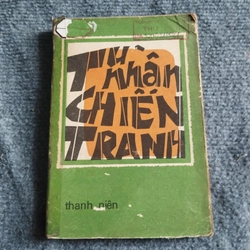 Tù nhân
CHIẾN
TRANH
thanh niên